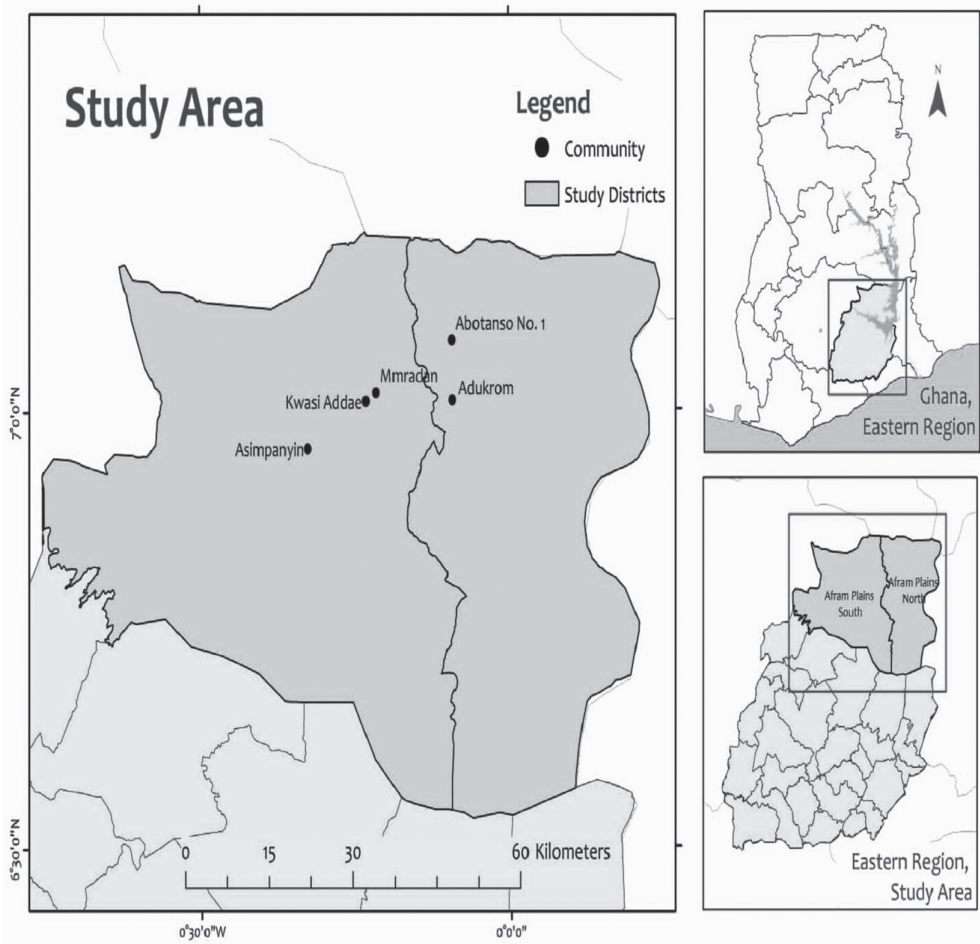 Study Area
Legend
Community
Study Districts
Abotanso No. 1
Mmradan
Adukrom
Kwasi Addae
Asimpanyin
7°0'0"N
6°30'0"N
0 15 30 60 Kilometers
0°30'0"W
0°0'0"
N
Ghana,
Eastern Region
Afram Plains
North
Afram Plains
South
Eastern Region,
Study Area